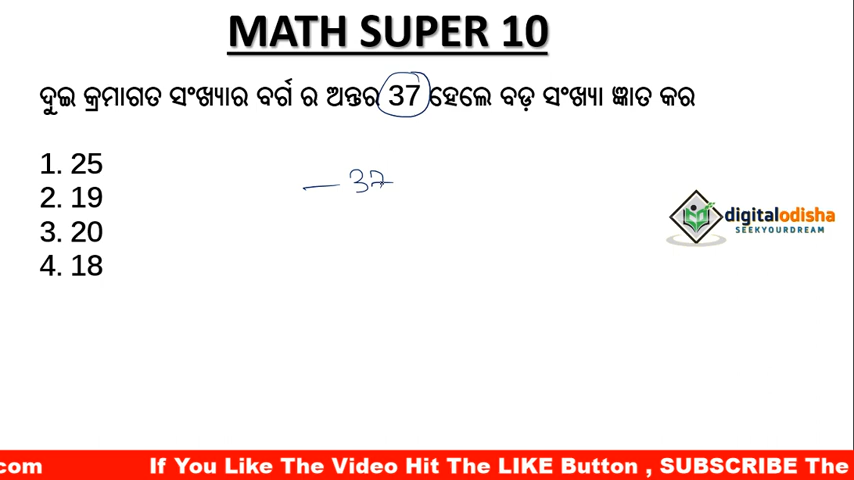 MATH SUPER 10
ଦୁଇ କ୍ରମାଗତ ସଂଖ୍ୟାର ବର୍ଗ ର ଅନ୍ତର 37 ହେଲେ ବଡ଼ ସଂଖ୍ୟା ଜ୍ଞାତ କର
1. 25
2. 19
3. 20
4. 18
— 37
digitalodisha
SEEKYOURDREAM
com If You Like The Video Hit The LIKE Button , SUBSCRIBE The